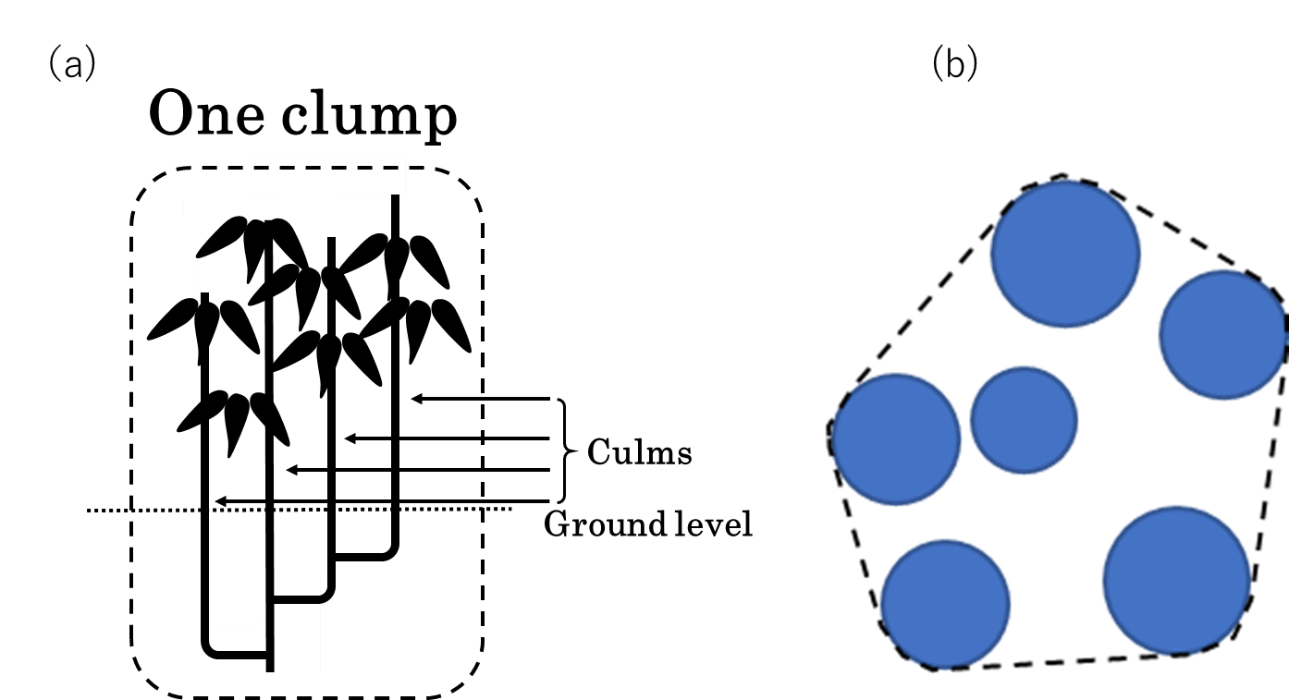 (a)
One clump
Culms
Ground level
(b)